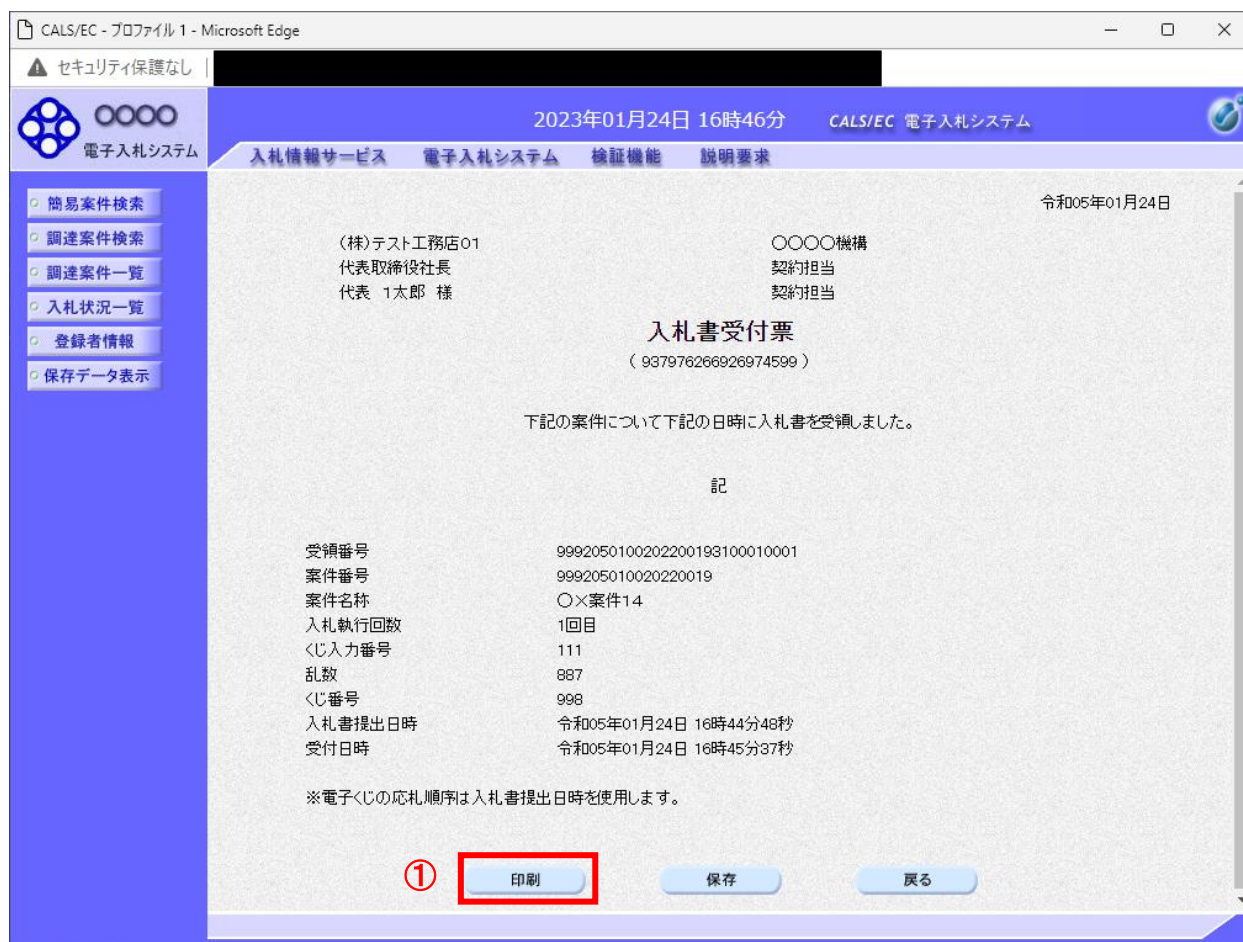 CALS/EC - プロファイル 1 - Microsoft Edge
セキュリティ保護なし
〇〇〇〇
電子入札システム
2023年01月24日 16時46分 CALS/EC 電子入札システム
入札情報サービス 電子入札システム 検証機能 説明要求
簡易案件検索
調達案件検索
調達案件一覧
入札状況一覧
登録者情報
保存データ表示
令和05年01月24日
(株)テスト工務店01 〇〇〇〇機構
代表取締役社長 契約担当
代表 1太郎 様 契約担当
入札書受付票
( 937976266926974599 )
下記の案件について下記の日時に入札書を受領しました。
記
受領番号 9992050100202200193100010001
案件番号 999205010020220019
案件名称 〇×案件14
入札執行回数 1回目
くじ入力番号 111
乱数 887
くじ番号 998
入札書提出日時 令和05年01月24日 16時44分48秒
受付日時 令和05年01月24日 16時45分37秒
※電子くじの応札順序は入札書提出日時を使用します。
① 印刷 保存 戻る